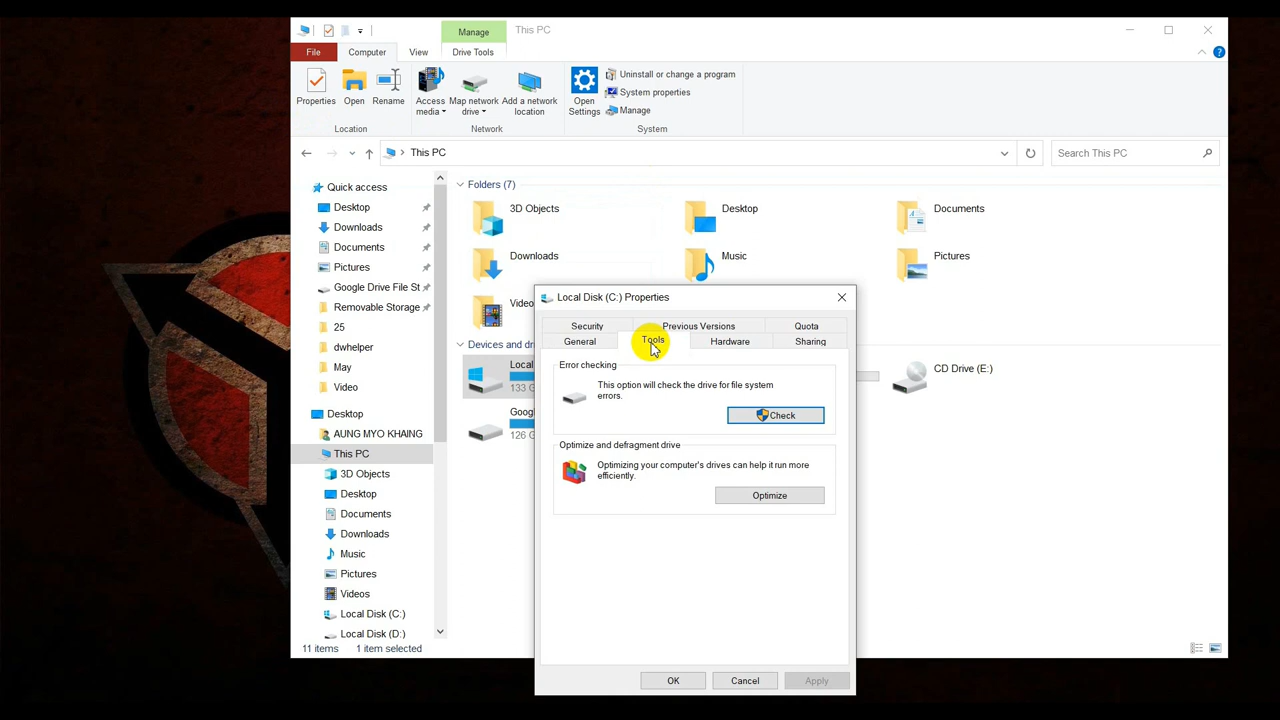 Manage
This PC
File
Computer
View
Drive Tools
Properties
Open
Rename
Access media
Map network drive
Add a network location
Open Settings
Uninstall or change a program
System properties
Manage
Location
Network
System
This PC
Search This PC
Quick access
Desktop
Downloads
Documents
Pictures
Google Drive File St
Removable Storage
25
dwhelper
May
Video
Desktop
AUNG MYO KHAING
This PC
3D Objects
Desktop
Documents
Downloads
Music
Pictures
Videos
Local Disk (C:)
Local Disk (D:)
11 items
1 item selected
Folders (7)
3D Objects
Desktop
Documents
Downloads
Music
Pictures
Video
Devices and dri
Local
133 G
Goog
126 G
CD Drive (E:)
Local Disk (C:) Properties
Security
Previous Versions
Quota
General
Tools
Hardware
Sharing
Error checking
This option will check the drive for file system
errors.
Check
Optimize and defragment drive
Optimizing your computer's drives can help it run more
efficiently.
Optimize
OK
Cancel
Apply